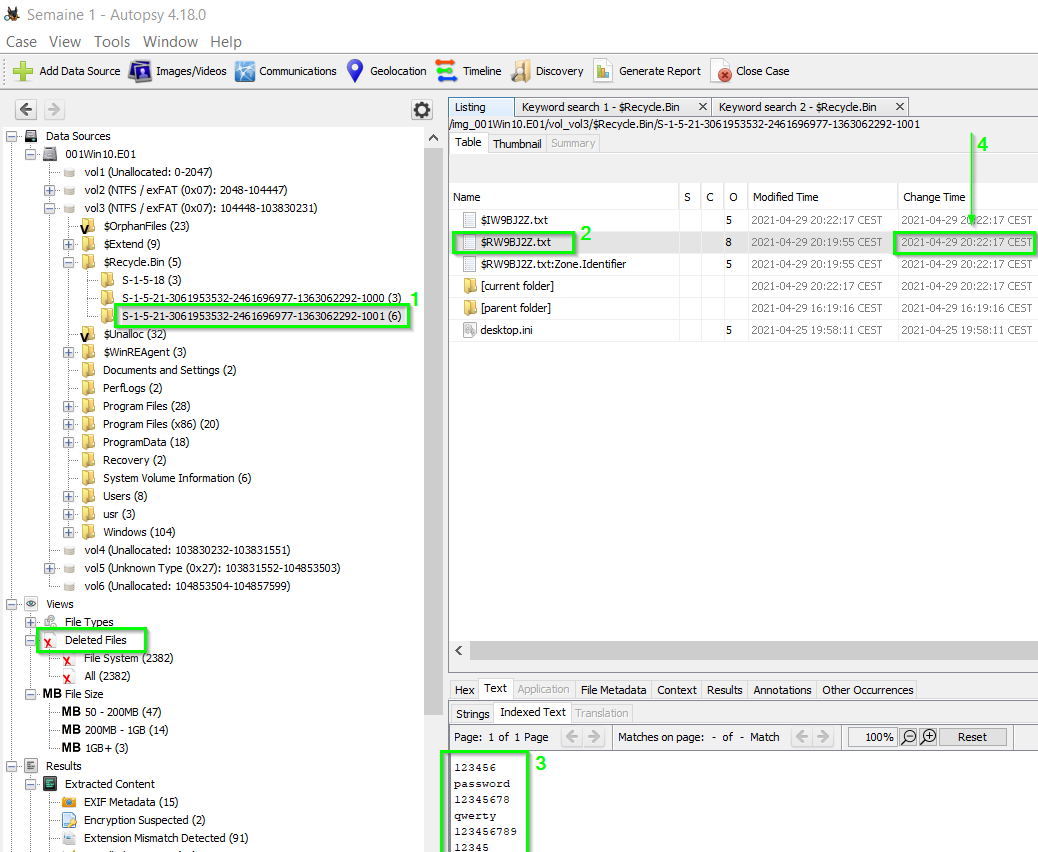 Semaine 1 - Autopsy 4.18.0
Case View Tools Window Help
Add Data Source Images/Videos Communications Geolocation Timeline Discovery Generate Report Close Case
Data Sources
001Win10.E01
vol1 (Unallocated: 0-2047)
vol2 (NTFS / exFAT (0x07): 2048-104447)
vol3 (NTFS / exFAT (0x07): 104448-103830231)
$OrphanFiles (23)
$Extend (9)
$Recycle.Bin (5)
S-1-5-18 (3)
S-1-5-21-3061953532-2461696977-1363062292-1000 (3)
1
S-1-5-21-3061953532-2461696977-1363062292-1001 (6)
$Unalloc (32)
$WinREAgent (3)
Documents and Settings (2)
PerfLogs (2)
Program Files (28)
Program Files (x86) (20)
ProgramData (18)
Recovery (2)
System Volume Information (6)
Users (8)
usr (3)
Windows (104)
vol4 (Unallocated: 103830232-103831551)
vol5 (Unknown Type (0x27): 103831552-104853503)
vol6 (Unallocated: 104853504-104857599)
Views
File Types
Deleted Files
File System (2382)
All (2382)
MB File Size
MB 50 - 200MB (47)
MB 200MB - 1GB (14)
MB 1GB+ (3)
Results
Extracted Content
EXIF Metadata (15)
Encryption Suspected (2)
Extension Mismatch Detected (91)
Listing Keyword search 1 - $Recycle.Bin Keyword search 2 - $Recycle.Bin
/img_001Win10.E01/vol_vol3/$Recycle.Bin/S-1-5-21-3061953532-2461696977-1363062292-1001
Table Thumbnail Summary
4
Name S C O Modified Time Change Time
$IW9BJ2Z.txt 5 2021-04-29 20:22:17 CEST 2021-04-29 20:22:17 CEST
$RW9BJ2Z.txt 2 8 2021-04-29 20:19:55 CEST 2021-04-29 20:22:17 CEST
$RW9BJ2Z.txt:Zone.Identifier 5 2021-04-29 20:19:55 CEST 2021-04-29 20:22:17 CEST
[current folder] 2021-04-29 20:22:17 CEST 2021-04-29 20:22:17 CEST
[parent folder] 2021-04-29 16:19:16 CEST 2021-04-29 16:19:16 CEST
desktop.ini 5 2021-04-25 19:58:11 CEST 2021-04-25 19:58:11 CEST
Hex Text Application File Metadata Context Results Annotations Other Occurrences
Strings Indexed Text Translation
Page: 1 of 1 Page Matches on page: - of - Match 100% Reset
3
123456
password
12345678
qwerty
123456789
12345